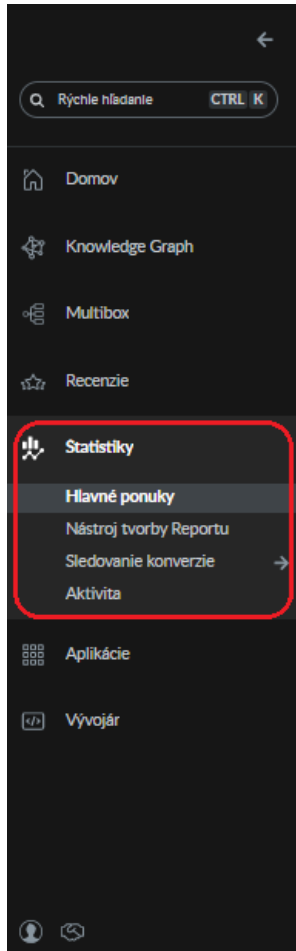 Rýchle hľadanie CTRL K
Domov
Knowledge Graph
Multibox
Recenzie
Statistiky
Hlavné ponuky
Nástroj tvorby Reportu
Sledovanie konverzie
Aktivita
Aplikácie
Vývojár